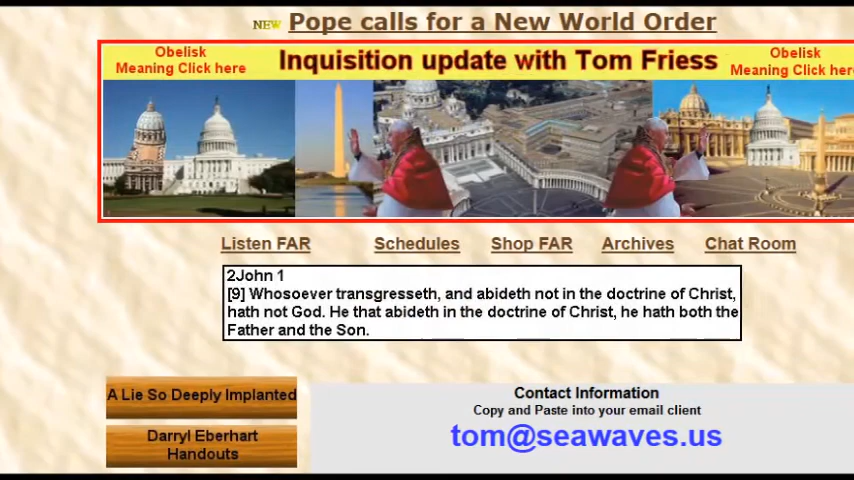 NEW Pope calls for a New World Order
Obelisk
Meaning Click here
Inquisition update with Tom Friess
Obelisk
Meaning Click here
Listen FAR Schedules Shop FAR Archives Chat Room
2John 1
[9] Whosoever transgresseth, and abideth not in the doctrine of Christ,
hath not God. He that abideth in the doctrine of Christ, he hath both the
Father and the Son.
A Lie So Deeply Implanted
Darryl Eberhart
Handouts
Contact Information
Copy and Paste into your email client
tom@seawaves.us